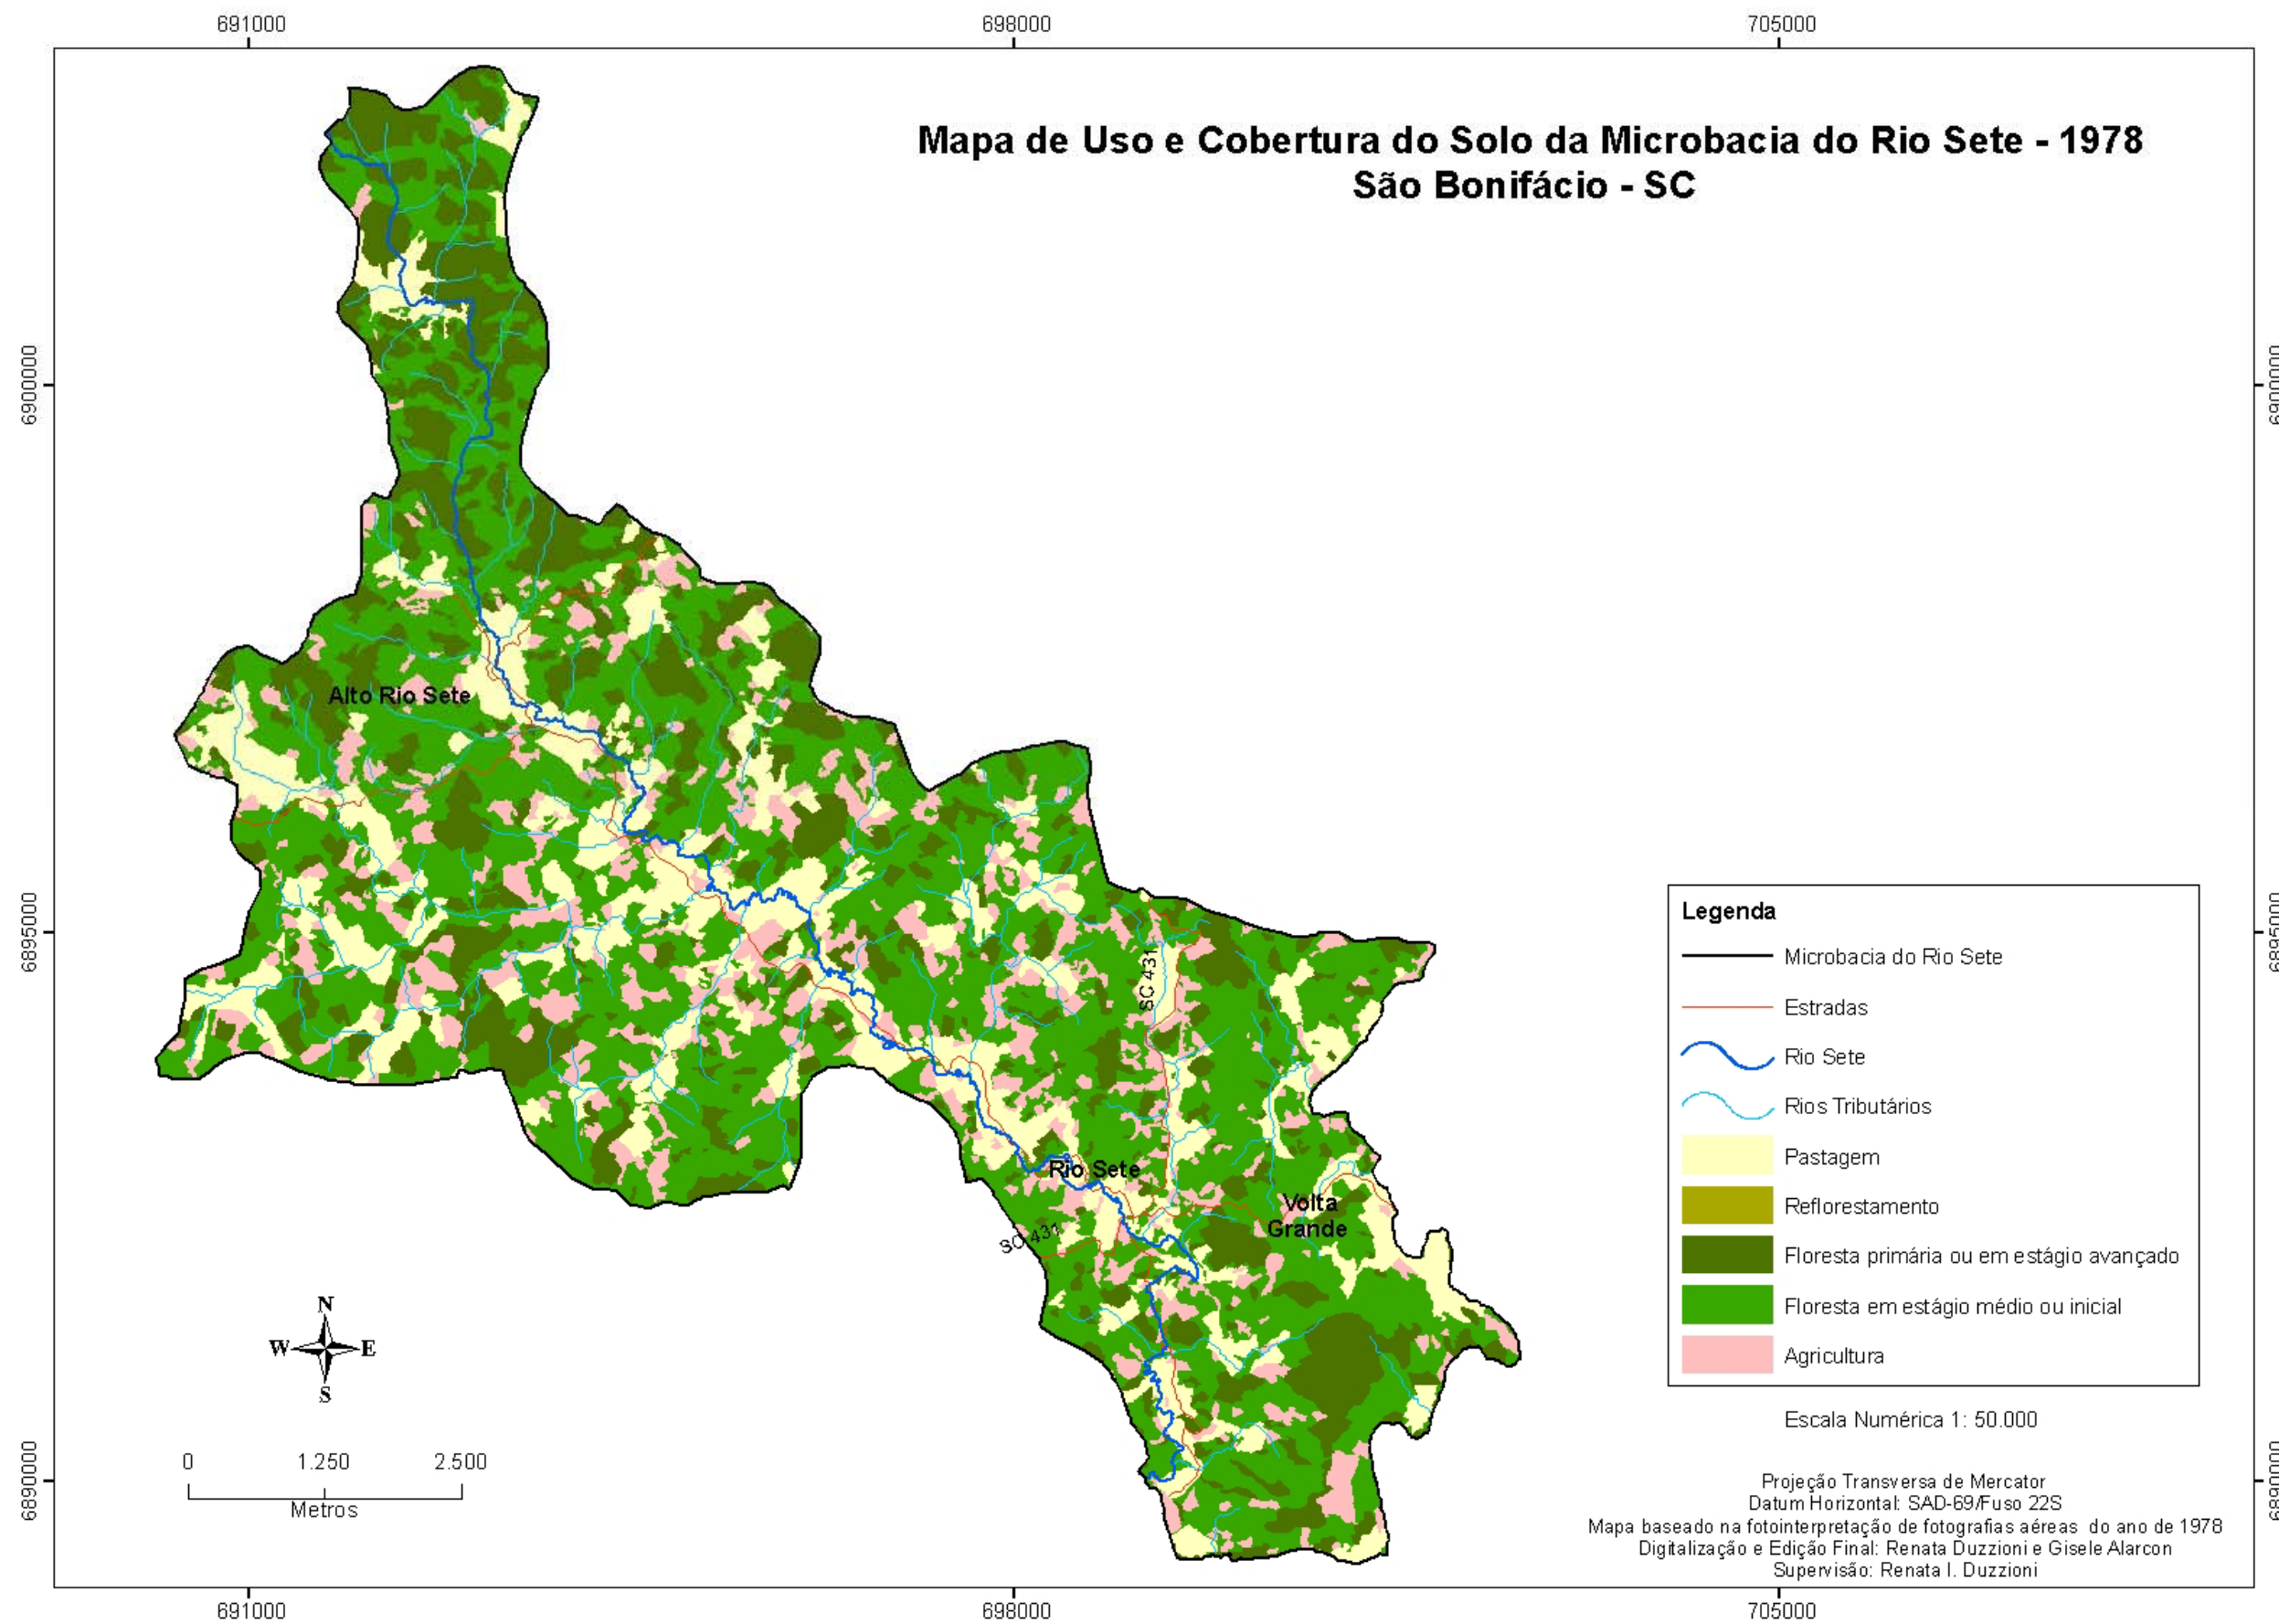 691000
698000
705000
Mapa de Uso e Cobertura do Solo da Microbacia do Rio Sete - 1978
São Bonifácio - SC
6900000
6900000
Alto Rio Sete
6895000
6895000
SC 431
Rio Sete
Volta
Grande
SC 431
Legenda
Microbacia do Rio Sete
Estradas
Rio Sete
Rios Tributários
Pastagem
Reflorestamento
Floresta primária ou em estágio avançado
Floresta em estágio médio ou inicial
Agricultura
Escala Numérica 1: 50.000
N
W
E
S
0
1.250
2.500
Metros
6890000
6890000
Projeção Transversa de Mercator
Datum Horizontal: SAD-69/Fuso 22S
Mapa baseado na fotointerpretação de fotografias aéreas do ano de 1978
Digitalização e Edição Final: Renata Duzzioni e Gisele Alarcon
Supervisão: Renata I. Duzzioni
691000
698000
705000